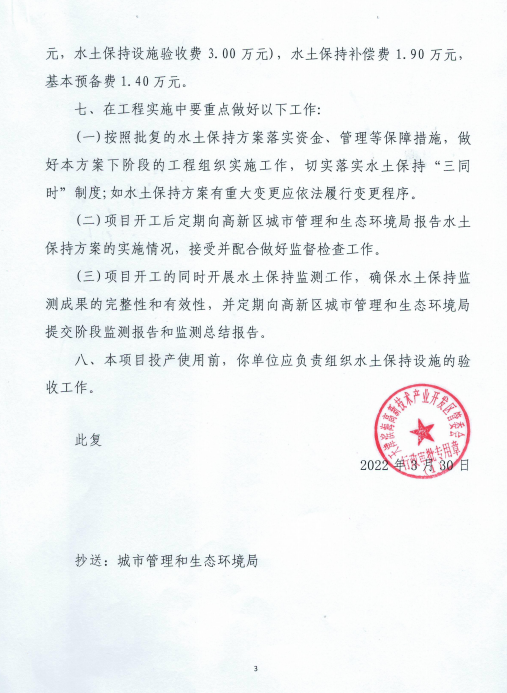 元，水土保持设施验收费 3.00 万元），水土保持补偿费 1.90 万元，
基本预备费 1.40 万元。
七、在工程实施中要重点做好以下工作：
（一）按照批复的水土保持方案落实资金、管理等保障措施，做
好本方案下阶段的工程组织实施工作，切实落实水土保持“三同
时”制度；如水土保持方案有重大变更应依法履行变更程序。
（二）项目开工后定期向高新区城市管理和生态环境局报告水土
保持方案的实施情况，接受并配合做好监督检查工作。
（三）项目开工的同时开展水土保持监测工作，确保水土保持监
测成果的完整性和有效性，并定期向高新区城市管理和生态环境局
提交阶段监测报告和监测总结报告。
八、本项目投产使用前，你单位应负责组织水土保持设施的验
收工作。
天津滨海高新技术产业开发区管委会
行政审批专用章
此复
2022 年 3 月 30 日
抄送：城市管理和生态环境局
3